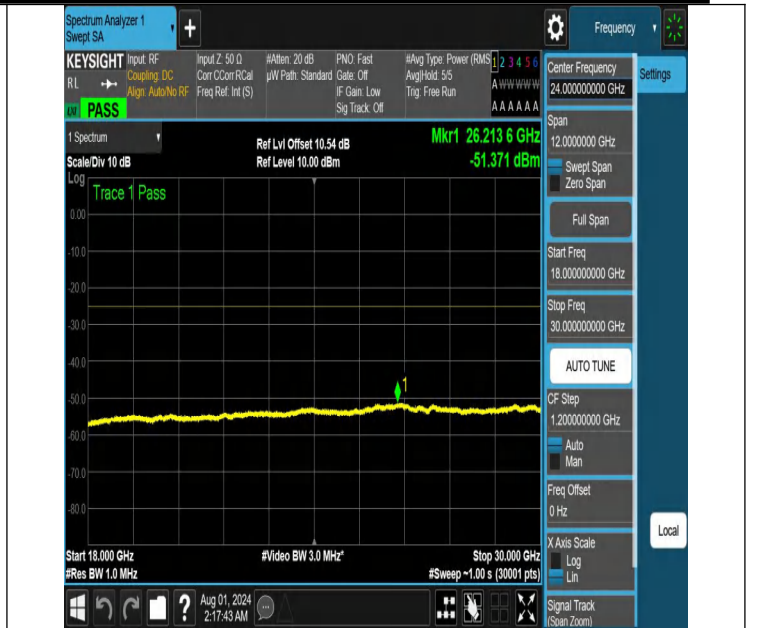 Spectrum Analyzer 1
Swept SA
+
Frequency
KEYSIGHT
RL
PASS
Input: RF
Coupling: DC
Align: Auto/No RF
Input Z: 50 Ω
Corr CCorr RCal
Freq Ref: Int (S)
#Atten: 20 dB
µW Path: Standard
PNO: Fast
Gate: Off
IF Gain: Low
Sig Track: Off
#Avg Type: Power (RMS
Avg|Hold: 5/5
Trig: Free Run
1 2 3 4 5 6
A W W W W W
A A A A A A
1 Spectrum
Scale/Div 10 dB
Ref Lvl Offset 10.54 dB
Ref Level 10.00 dBm
Mkr1 26.213 6 GHz
-51.371 dBm
Log
Trace 1 Pass
0.00
-10.0
-20.0
-30.0
-40.0
-50.0
-60.0
-70.0
-80.0
1
Start 18.000 GHz
#Res BW 1.0 MHz
#Video BW 3.0 MHz*
Stop 30.000 GHz
#Sweep ~1.00 s (30001 pts)
Center Frequency
24.000000000 GHz
Span
12.0000000 GHz
Swept Span
Zero Span
Full Span
Start Freq
18.000000000 GHz
Stop Freq
30.000000000 GHz
AUTO TUNE
CF Step
1.200000000 GHz
Auto
Man
Freq Offset
0 Hz
X Axis Scale
Log
Lin
Signal Track
(Span Zoom)
Settings
Local
?
Aug 01, 2024
2:17:43 AM